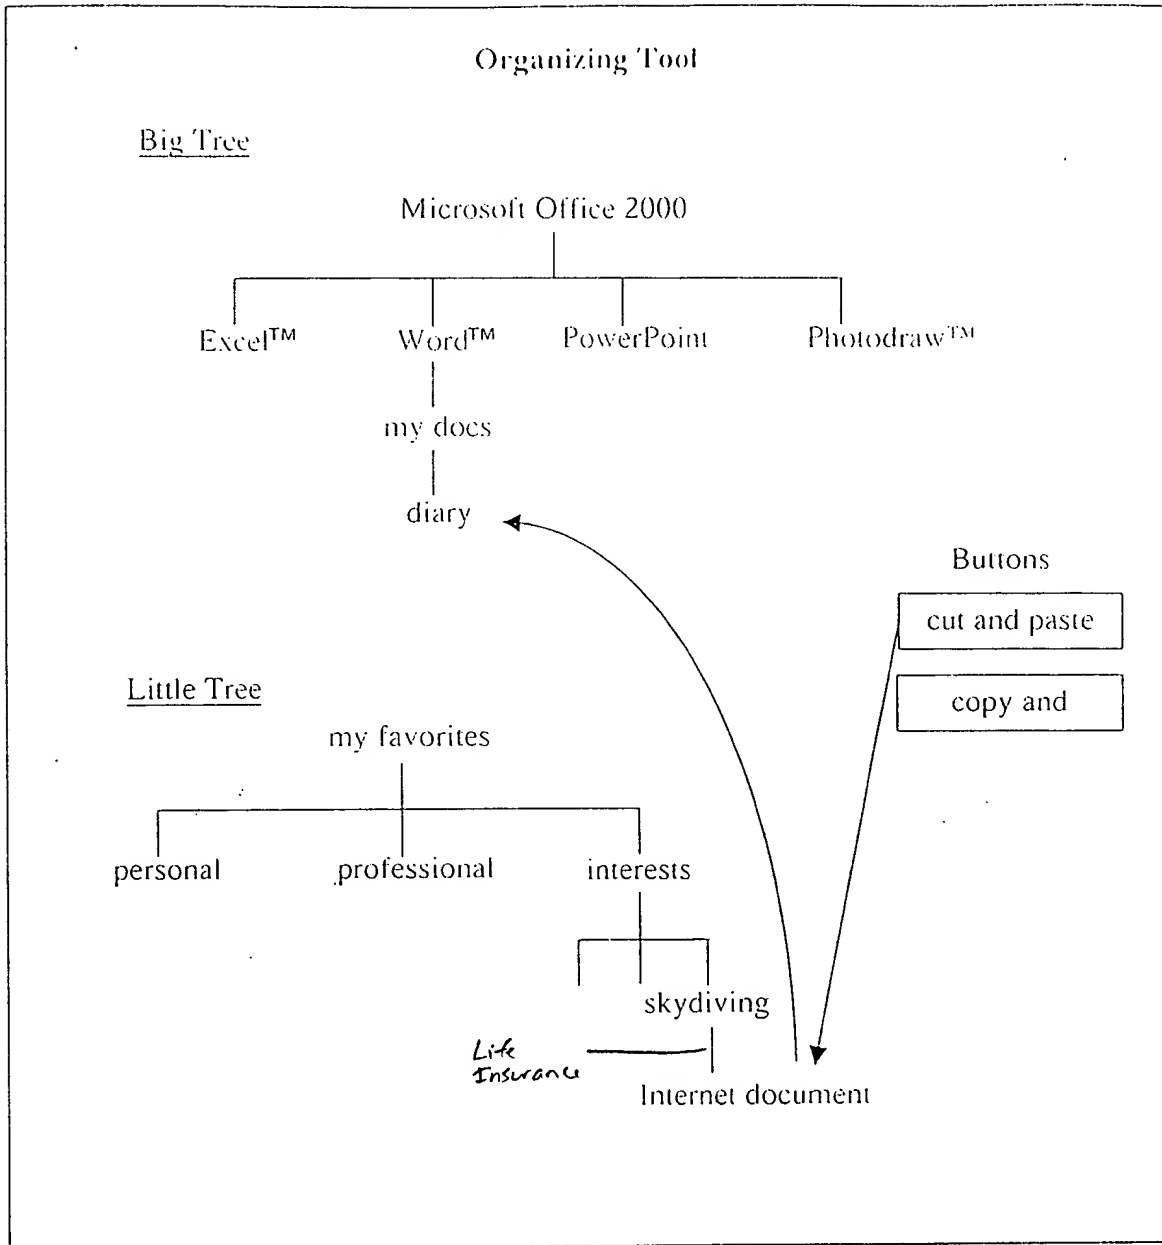 Organizing Tool
Big Tree
Microsoft Office 2000
Excel™ Word™ PowerPoint Photodraw™
my docs
diary
Buttons
cut and paste
copy and
Little Tree
my favorites
personal professional interests
skydiving
Life
Insurance
Internet document